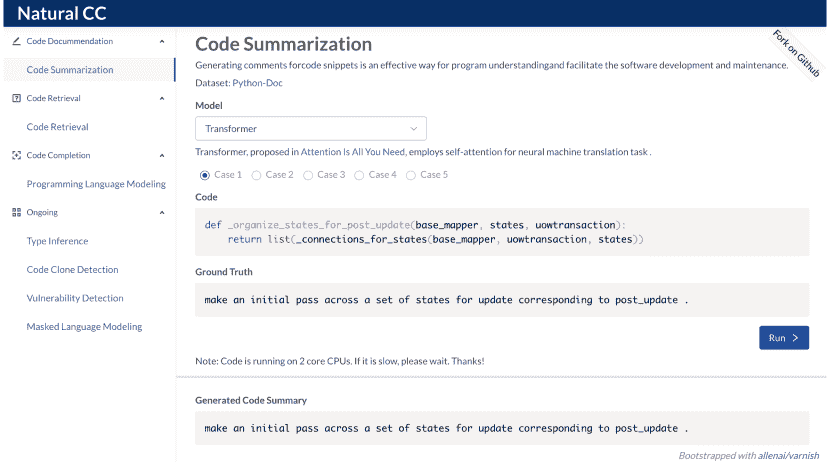 Natural CC
Code Docummendation
Code Summarization
Code Retrieval
Code Retrieval
Code Completion
Programming Language Modeling
Ongoing
Type Inference
Code Clone Detection
Vulnerability Detection
Masked Language Modeling
Fork on Github
Code Summarization
Generating comments forcode snippets is an effective way for program understandingand facilitate the software development and maintenance.
Dataset: Python-Doc
Model
Transformer
Transformer, proposed in Attention Is All You Need, employs self-attention for neural machine translation task .
Case 1 Case 2 Case 3 Case 4 Case 5
Code
def _organize_states_for_post_update(base_mapper, states, uowtransaction):
return list(_connections_for_states(base_mapper, uowtransaction, states))
Ground Truth
make an initial pass across a set of states for update corresponding to post_update .
Run
Note: Code is running on 2 core CPUs. If it is slow, please wait. Thanks!
Generated Code Summary
make an initial pass across a set of states for update corresponding to post_update .
Bootstrapped with allenai/varnish